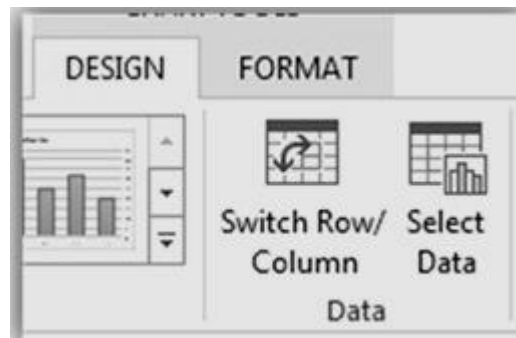 DESIGN FORMAT
Switch Row/ Select
Column Data
Data